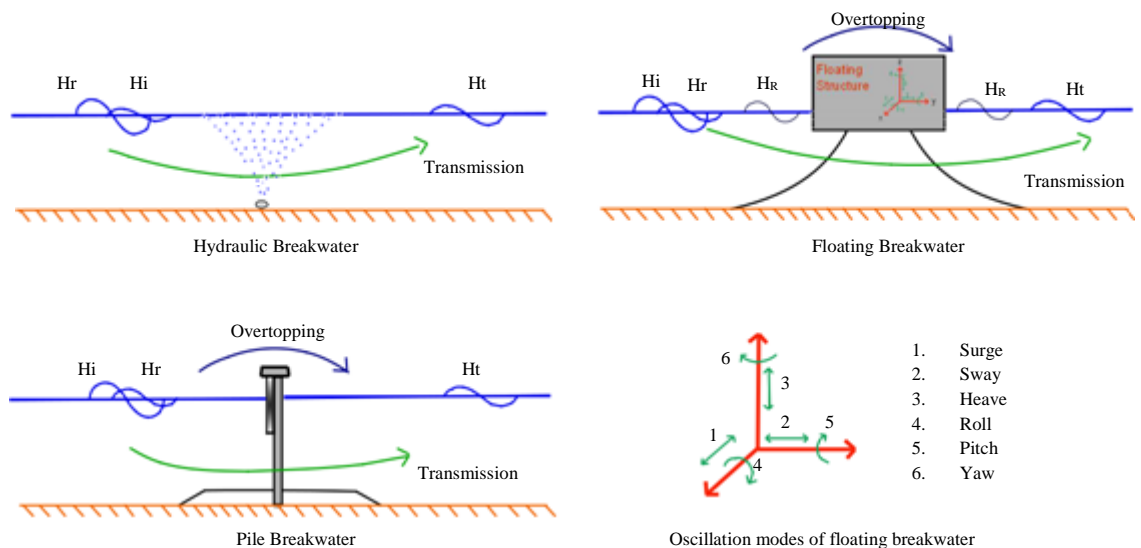 Hr Hi Ht
Transmission
Hydraulic Breakwater
Overtopping
Hi Hr HR HR Ht
Floating
Structure
Transmission
Floating Breakwater
Overtopping
Hi Hr Ht
Transmission
Pile Breakwater
6
3
1 2 5
4
1. Surge
2. Sway
3. Heave
4. Roll
5. Pitch
6. Yaw
Oscillation modes of floating breakwater